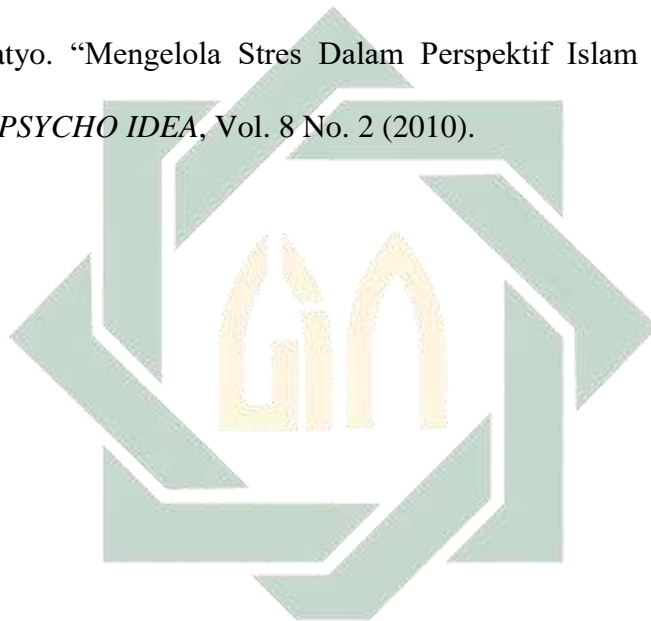 atyo. “Mengelola Stres Dalam Perspektif Islam
PSYCHO IDEA, Vol. 8 No. 2 (2010).